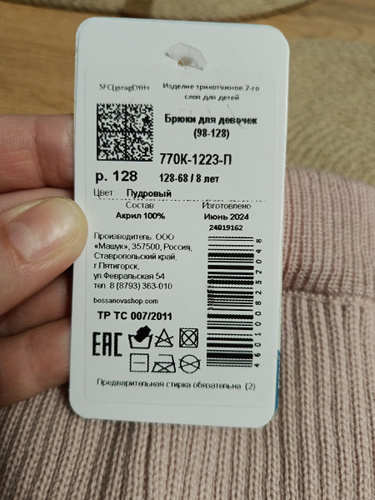 Изделие трикотажное 2-го
слоя для детей
Брюки для девочек
(98-128)
770К-1223-П
р. 128
128-68 / 8 лет
Цвет Пудровый
Состав
Акрил 100%
Изготовлено
Июнь 2024
24019162
Производитель: ООО
«Машук», 357500, Россия,
Ставропольский край,
г.Пятигорск,
ул.Февральская 54
тел: 8 (8793) 363-010
bossanovashop.com
ТР ТС 007/2011
EAC
4601008232048
Предварительная стирка обязательна (2)